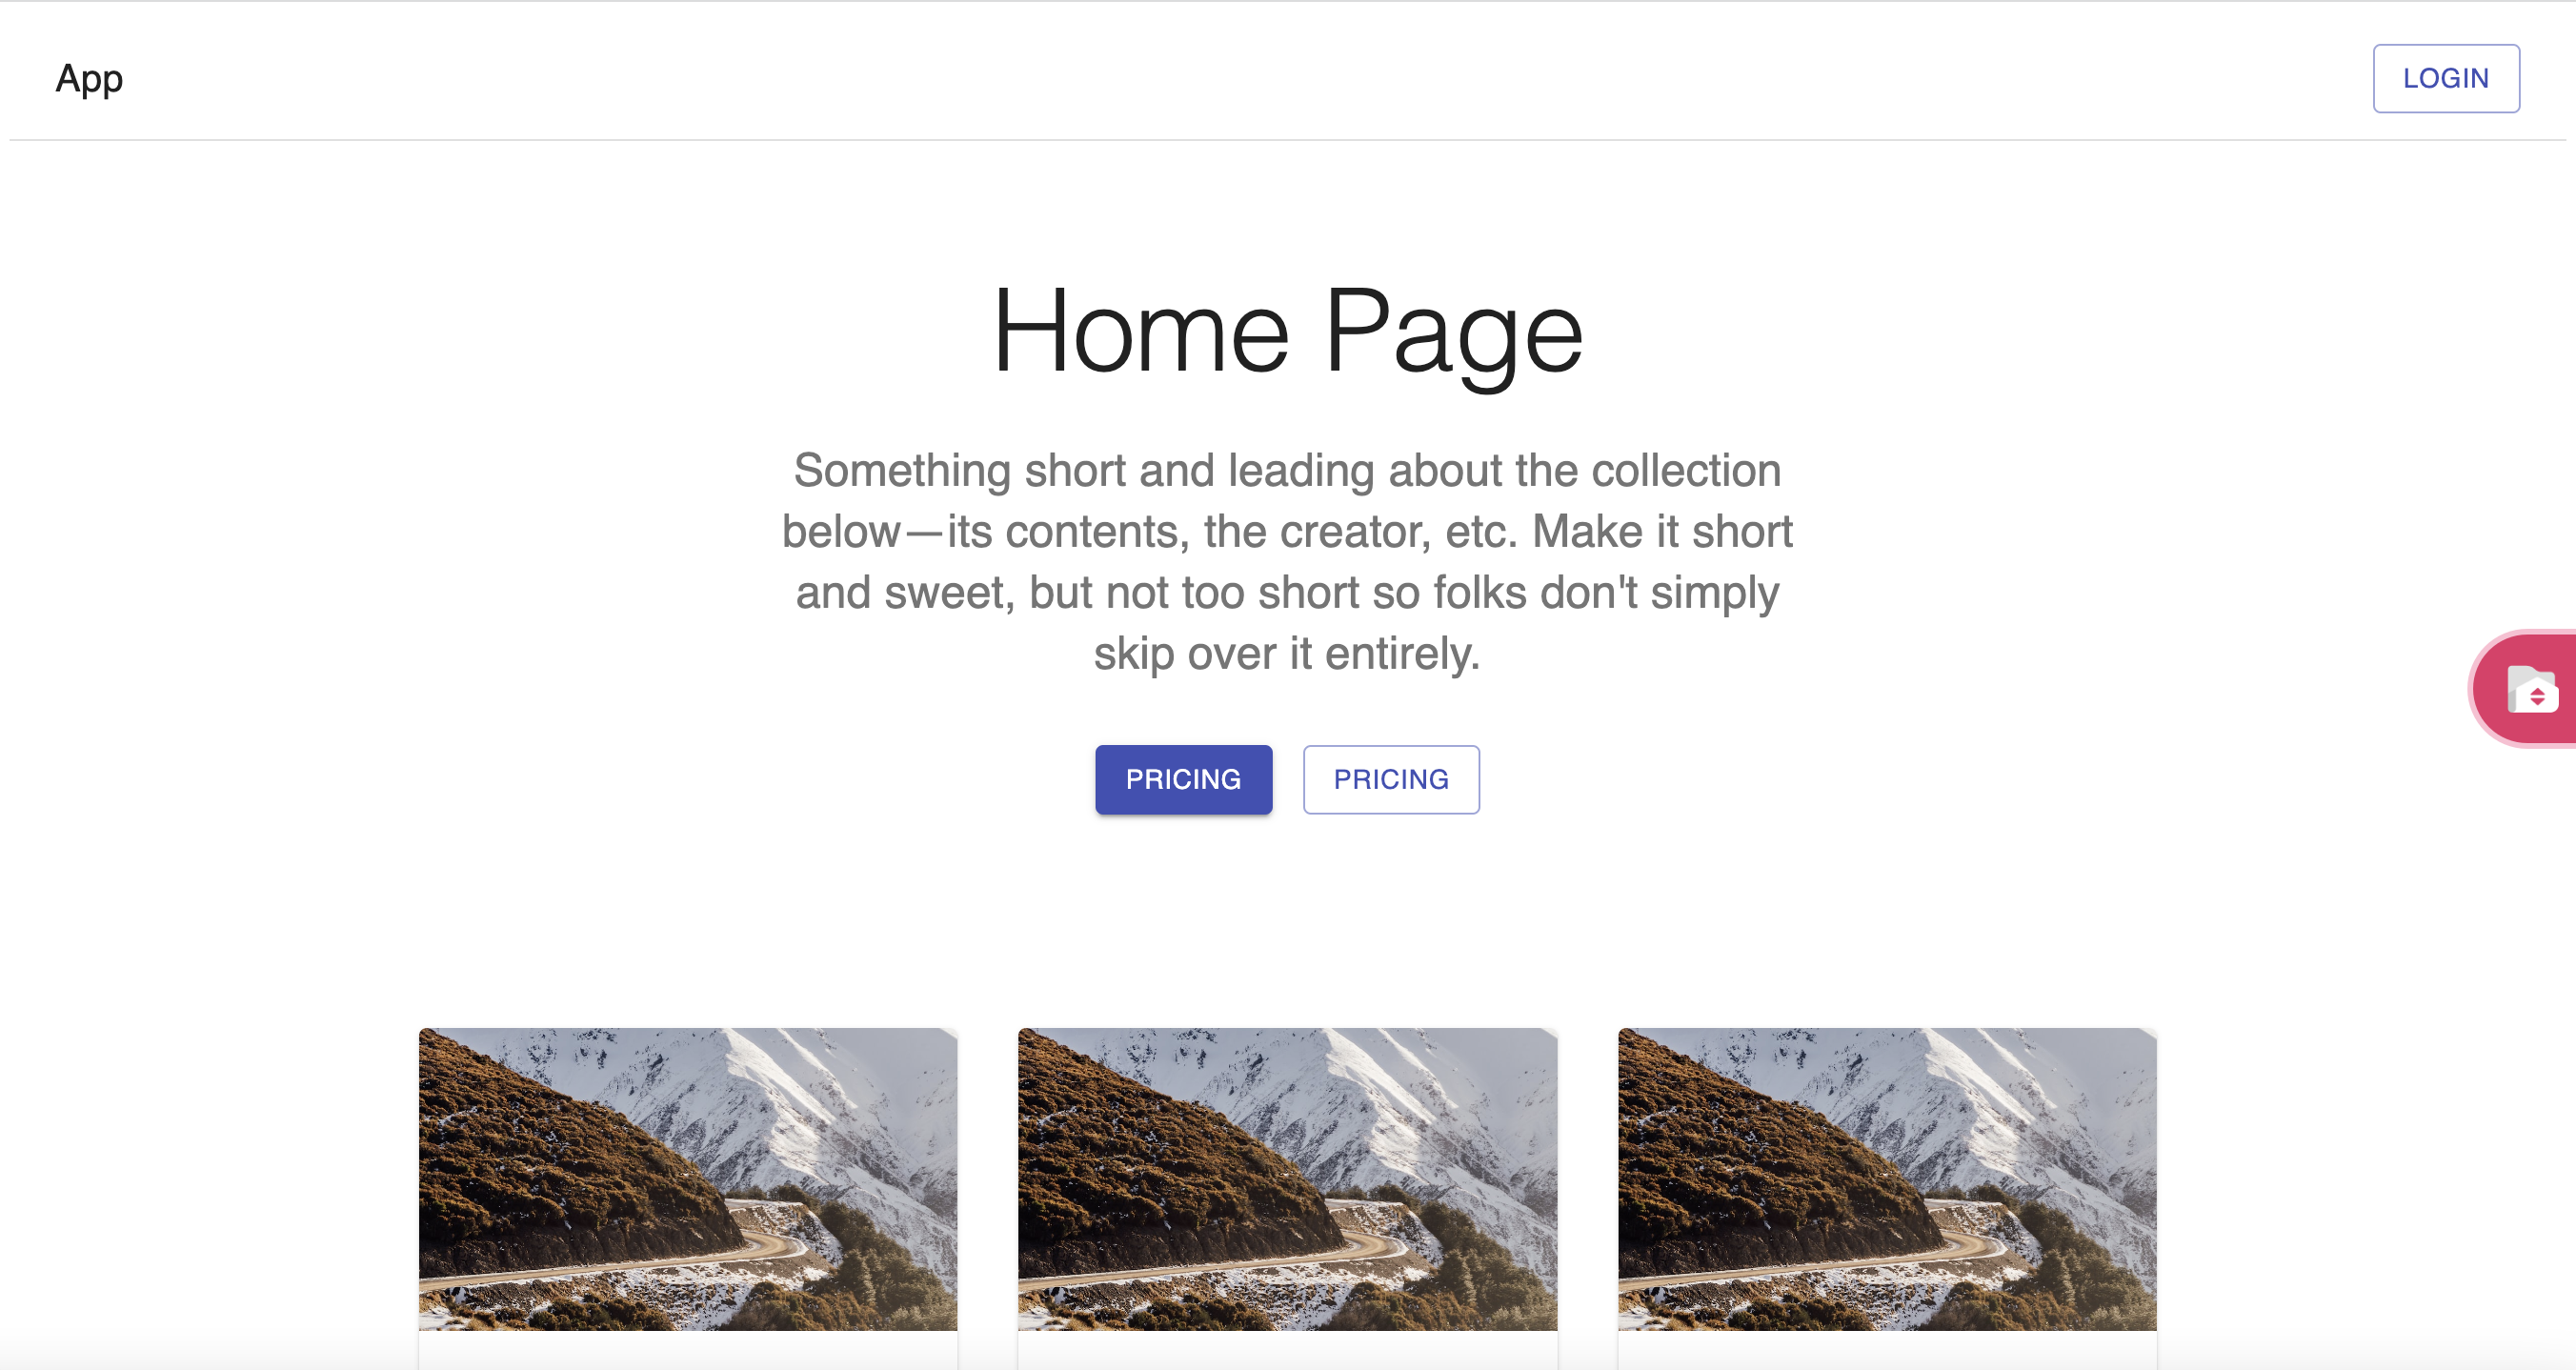 App
LOGIN
Home Page
Something short and leading about the collection
below—its contents, the creator, etc. Make it short
and sweet, but not too short so folks don't simply
skip over it entirely.
PRICING
PRICING